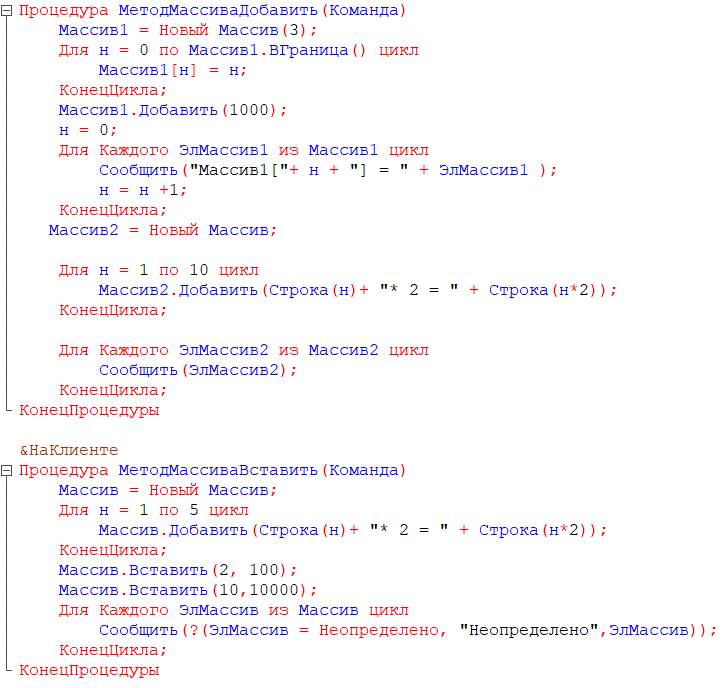 Процедура МетодМассиваДобавить(Команда)
Массив1 = Новый Массив(3);
Для н = 0 по Массив1.ВГраница() цикл
Массив1[н] = н;
КонецЦикла;
Массив1.Добавить(1000);
н = 0;
Для Каждого ЭлМассив1 из Массив1 цикл
Сообщить("Массив1["+ н + "] = " + ЭлМассив1 );
н = н +1;
КонецЦикла;
Массив2 = Новый Массив;
Для н = 1 по 10 цикл
Массив2.Добавить(Строка(н)+ "* 2 = " + Строка(н*2));
КонецЦикла;
Для Каждого ЭлМассив2 из Массив2 цикл
Сообщить(ЭлМассив2);
КонецЦикла;
КонецПроцедуры
&НаКлиенте
Процедура МетодМассиваВставить(Команда)
Массив = Новый Массив;
Для н = 1 по 5 цикл
Массив.Добавить(Строка(н)+ "* 2 = " + Строка(н*2));
КонецЦикла;
Массив.Вставить(2, 100);
Массив.Вставить(10,10000);
Для Каждого ЭлМассив из Массив цикл
Сообщить(?(ЭлМассив = Неопределено, "Неопределено",ЭлМассив));
КонецЦикла;
КонецПроцедуры